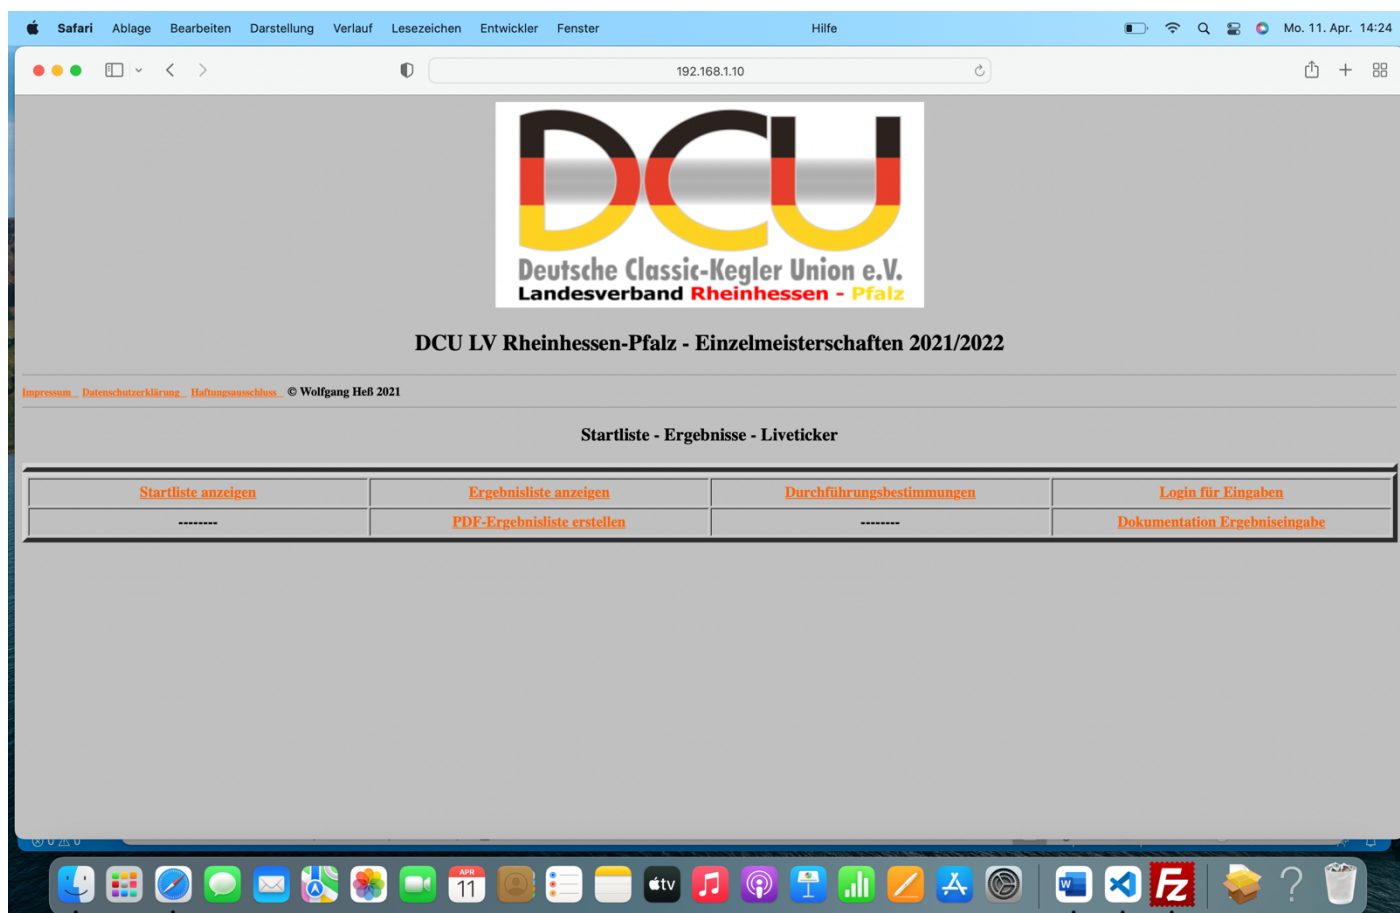 Safari Ablage Bearbeiten Darstellung Verlauf Lesezeichen Entwickler Fenster Hilfe Mo. 11. Apr. 14:24
192.168.1.10
DCU
Deutsche Classic-Kegler Union e.V.
Landesverband Rheinhessen - Pfalz
DCU LV Rheinhessen-Pfalz - Einzelmeisterschaften 2021/2022
Impressum Datenschutzerklärung Haftungsausschluss © Wolfgang Heß 2021
Startliste - Ergebnisse - Liveticker
Startliste anzeigen Ergebnisliste anzeigen Durchführungsbestimmungen Login für Eingaben
-------- PDF-Ergebnisliste erstellen -------- Dokumentation Ergebniseingabe
0 0
APR
11
tv
W
Fz
?